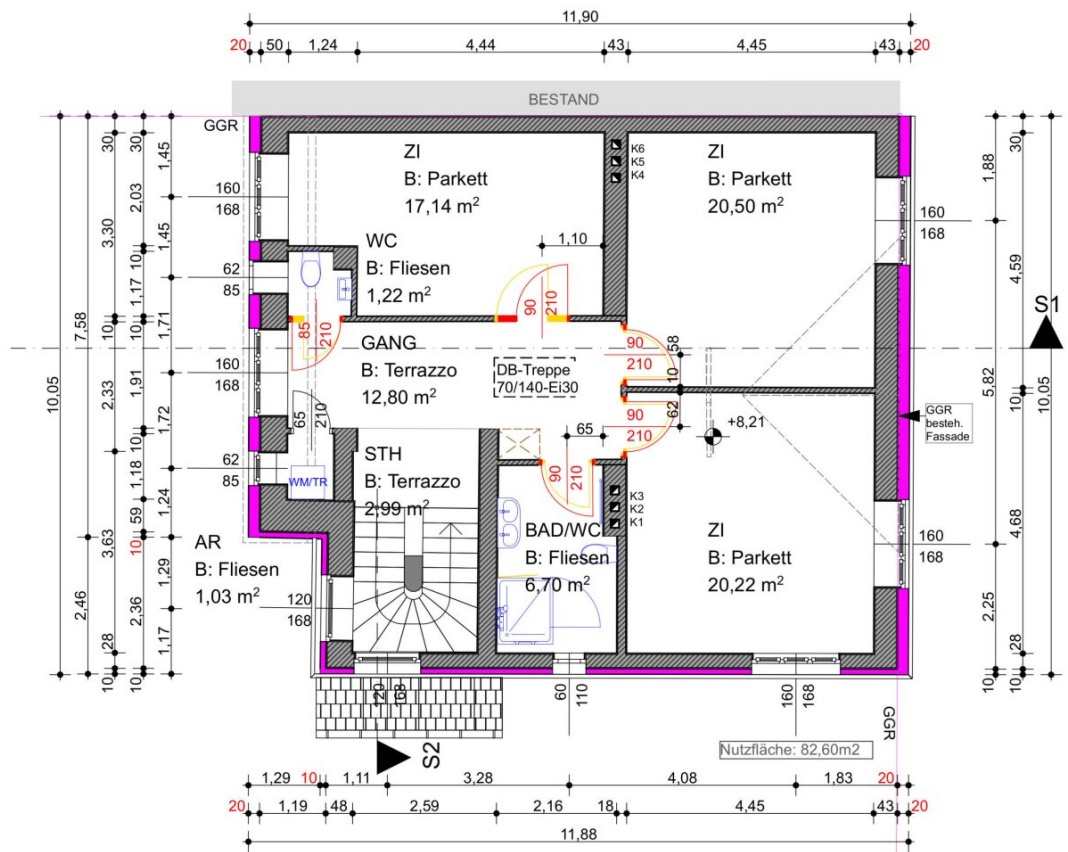 11,90
20 50 1,24 4,44 43 4,45 43 20
BESTAND
GGR
ZI
B: Parkett
17,14 m²
K6
K5
K4
ZI
B: Parkett
20,50 m²
WC
B: Fliesen
1,22 m²
1,10
GANG
B: Terrazzo
12,80 m²
DB-Treppe
70/140-Ei30
STH
B: Terrazzo
2,99 m²
WM/TR
AR
B: Fliesen
1,03 m²
BAD/WC
B: Fliesen
6,70 m²
K3
K2
K1
ZI
B: Parkett
20,22 m²
+8,21
GGR
besteh.
Fassade
S1
S2
GGR
Nutzfläche: 82,60m2
160
168
62
85
160
168
62
85
120
168
120
168
60
110
160
168
160
168
160
168
85
210
65
210
90
210
90
210
90
210
90
210
58
10
62
65
10,05
7,58
2,46
30
3,30
10
2,33
3,63
28
10
30
2,03
10
1,17
10
1,91
10
1,18
59
10
2,36
10
1,45
1,45
1,71
1,72
1,24
1,29
1,17
1,88
5,82
2,25
10
30
4,59
10
4,68
28
10
10,05
1,29 10 1,11 3,28 4,08 1,83 20
20 1,19 48 2,59 2,16 18 4,45 43 20
11,88